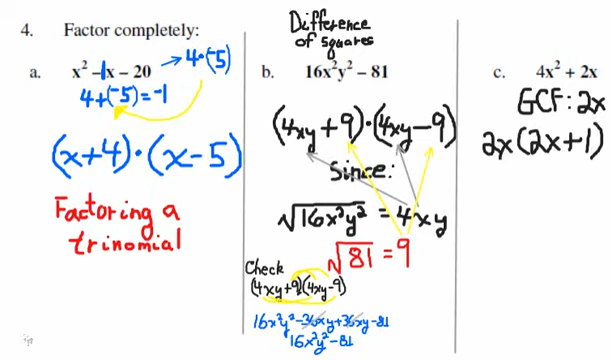 4. Factor completely:
a. x² – 1x – 20 → 4·(-5)
4+(-5)=-1
(x+4)·(x-5)
Factoring a
trinomial
Difference
of squares
b. 16x²y² – 81
(4xy+9)·(4xy-9)
Since:
√16x²y² = 4xy
√81 = 9
Check
(4xy+9)(4xy-9)
16x²y²-36xy+36xy-81
16x²y²-81
c. 4x² + 2x
GCF: 2x
2x(2x+1)